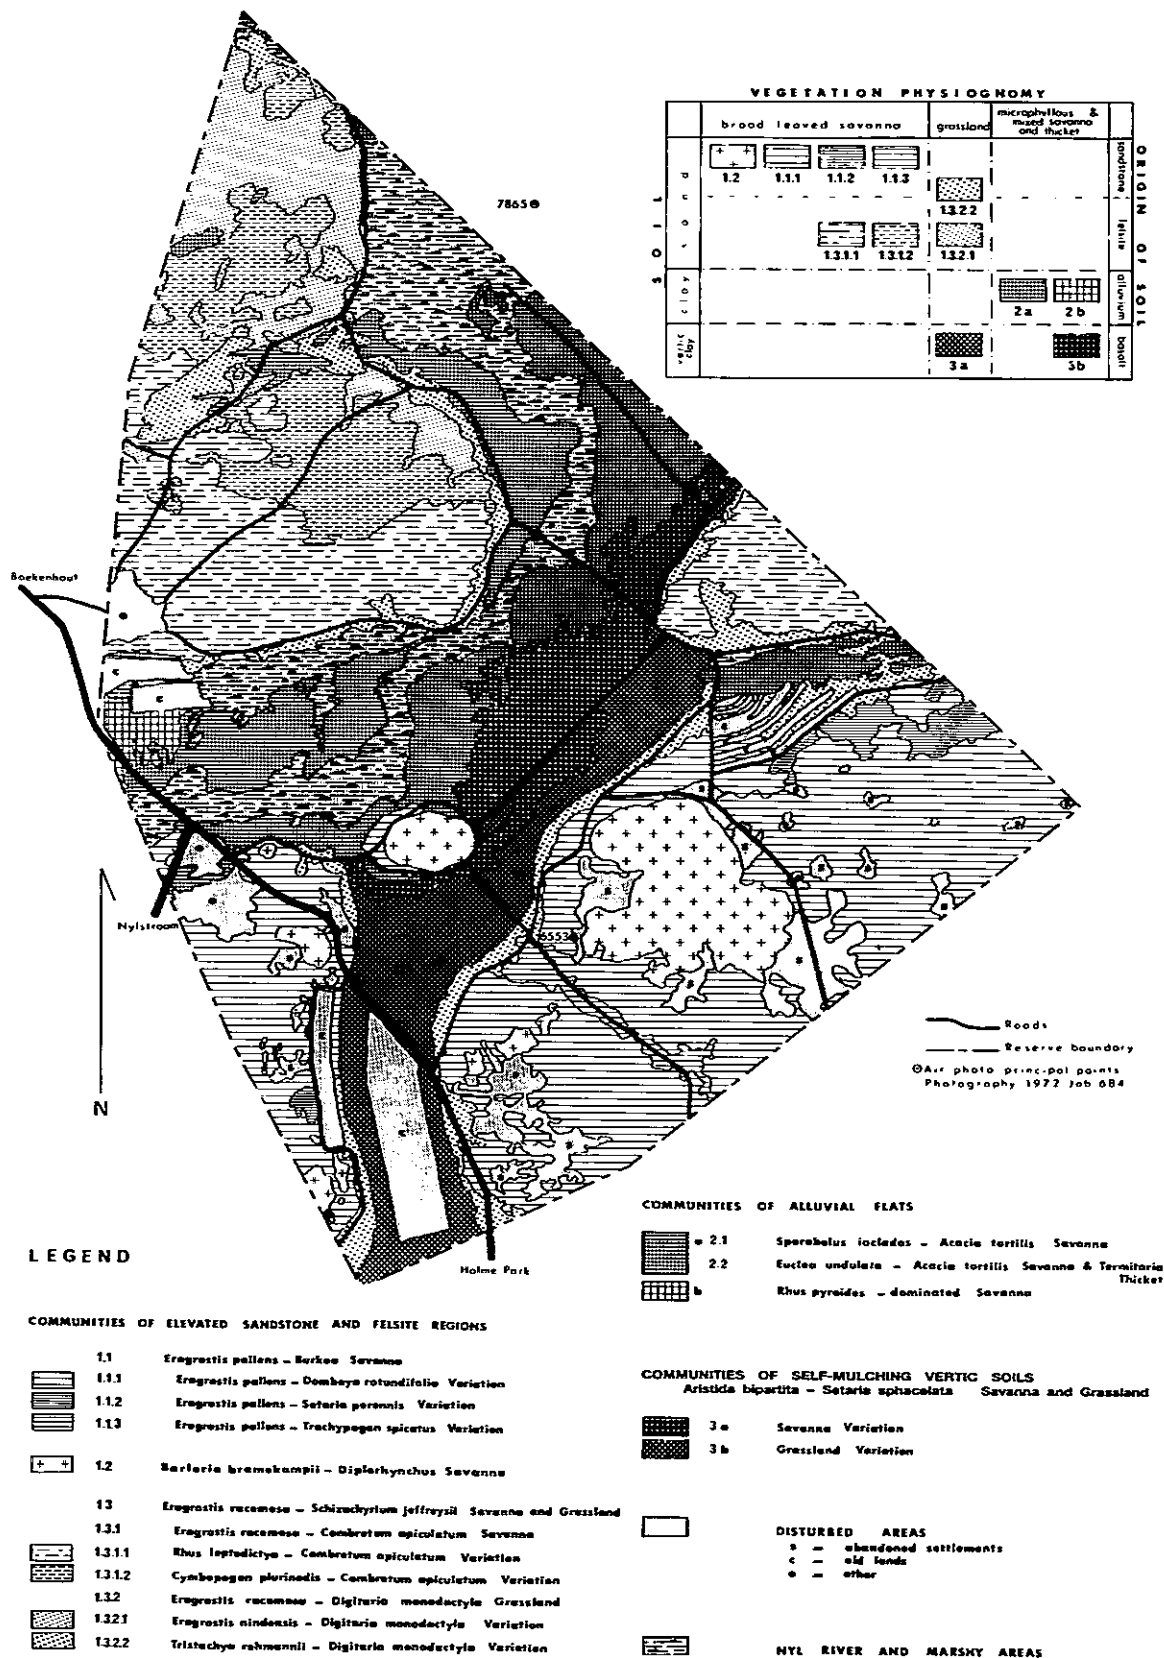 VEGETATION PHYSIOGNOMY
broad leaved savanna
grassland
microphyllous &
mixed savanna
and thicket
SOIL
ORIGIN OF SOIL
sandstone
felsite
alluvium
basalt
vertic
clay
1.2 1.1.1 1.1.2 1.1.3
1.3.2.2
1.3.1.1 1.3.1.2 1.3.2.1
2a 2b
3a 3b
7865
Boekenhout
Nylstroom
6553
N
Holme Park
Roads
Reserve boundary
Air photo principal points
Photography 1972 Job 684
LEGEND
COMMUNITIES OF ELEVATED SANDSTONE AND FELSITE REGIONS
1.1 Eragrostis pallens – Burkea Savanna
1.1.1 Eragrostis pallens – Dombeya rotundifolia Variation
1.1.2 Eragrostis pallens – Setaria perennis Variation
1.1.3 Eragrostis pallens – Trachypogon spicatus Variation
1.2 Barleria bremekampii – Diplorhynchus Savanna
1.3 Eragrostis racemosa – Schizachyrium jeffreysii Savanna and Grassland
1.3.1 Eragrostis racemosa – Combretum apiculatum Savanna
1.3.1.1 Rhus leptodictya – Combretum apiculatum Variation
1.3.1.2 Cymbopogon plurinodis – Combretum apiculatum Variation
1.3.2 Eragrostis racemosa – Digitaria monodactyla Grassland
1.3.2.1 Eragrostis nindensis – Digitaria monodactyla Variation
1.3.2.2 Tristachya rehmannii – Digitaria monodactyla Variation
COMMUNITIES OF ALLUVIAL FLATS
a 2.1 Sporobolus ioclados – Acacia tortilis Savanna
2.2 Euclea undulata – Acacia tortilis Savanna & Termitaria
Thicket
b Rhus pyroides – dominated Savanna
COMMUNITIES OF SELF-MULCHING VERTIC SOILS
Aristida bipartita – Setaria sphacelata Savanna and Grassland
3a Savanna Variation
3b Grassland Variation
DISTURBED AREAS
s – abandoned settlements
c – old lands
– other
NYL RIVER AND MARSHY AREAS